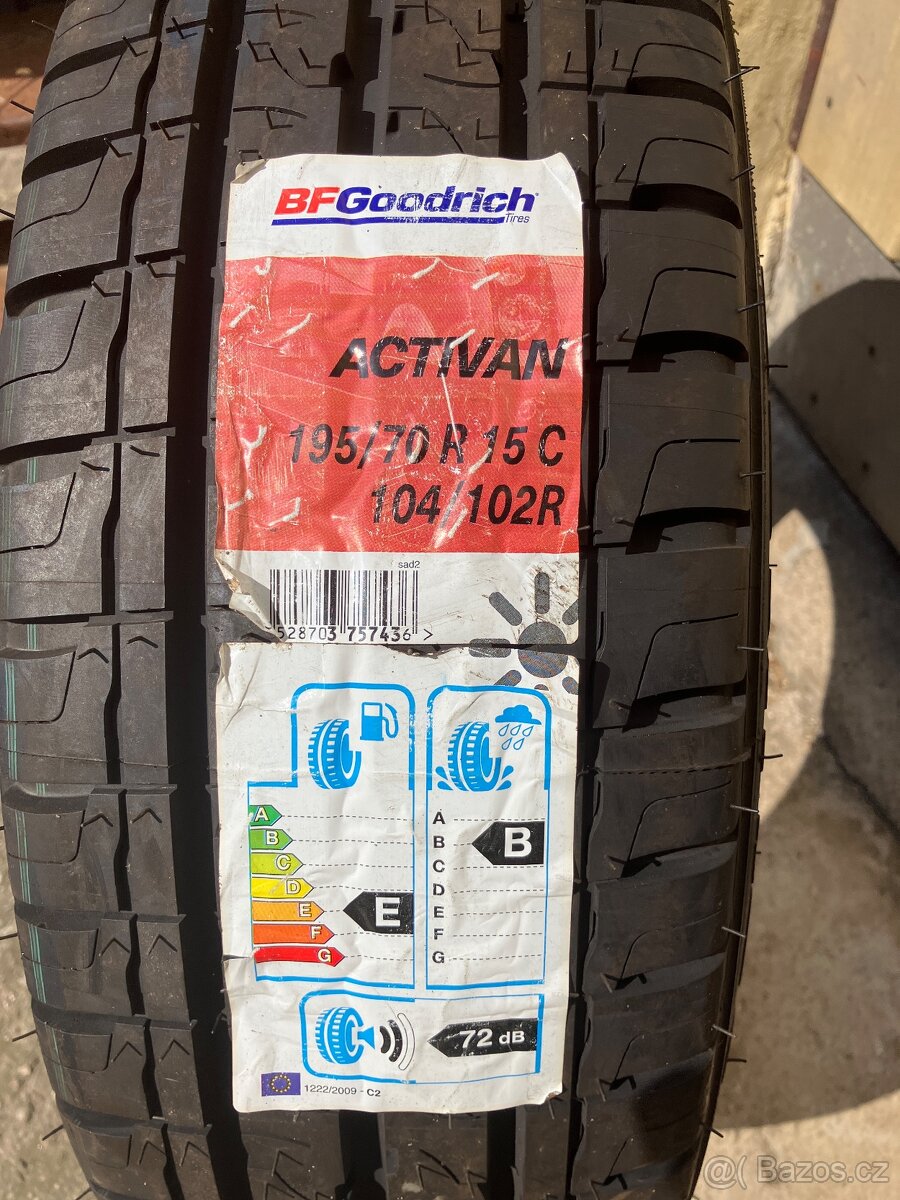 BFGoodrich
Tires
ACTIVAN
195/70 R 15 C
104/102R
sad2
528703 757436 >
A
B
C
D
E
F
G
E
A
B
C
D
E
F
G
B
72 dB
1222/2009 - C2
@( Bazos.cz